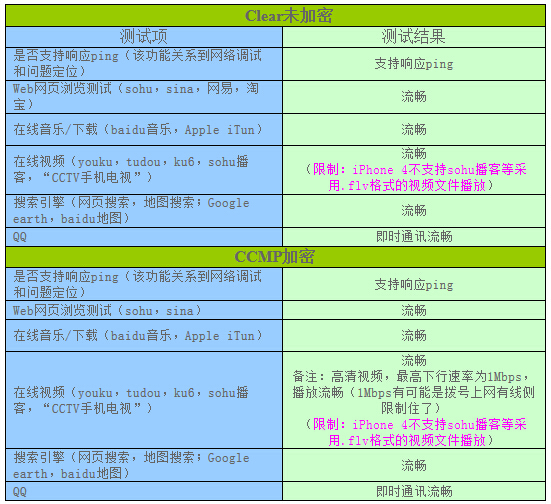 Clear未加密
测试项
测试结果
是否支持响应ping（该功能关系到网络调试
和问题定位）
支持响应ping
Web网页浏览测试（sohu，sina，网易，淘
宝）
流畅
在线音乐/下载（baidu音乐，Apple iTun）
流畅
在线视频（youku，tudou，ku6，sohu播
客，“CCTV手机电视”）
流畅
（限制：iPhone 4不支持sohu播客等采
用.flv格式的视频文件播放）
搜索引擎（网页搜索，地图搜索；Google
earth，baidu地图）
流畅
QQ
即时通讯流畅
CCMP加密
是否支持响应ping（该功能关系到网络调试
和问题定位）
支持响应ping
Web网页浏览测试（sohu，sina）
流畅
在线音乐/下载（baidu音乐，Apple iTun）
流畅
在线视频（youku，tudou，ku6，sohu播
客，“CCTV手机电视”）
流畅
备注：高清视频，最高下行速率为1Mbps，
播放流畅（1Mbps有可能是拨号上网有线侧
限制住了）
（限制：iPhone 4不支持sohu播客等采
用.flv格式的视频文件播放）
搜索引擎（网页搜索，地图搜索；Google
earth，baidu地图）
流畅
QQ
即时通讯流畅